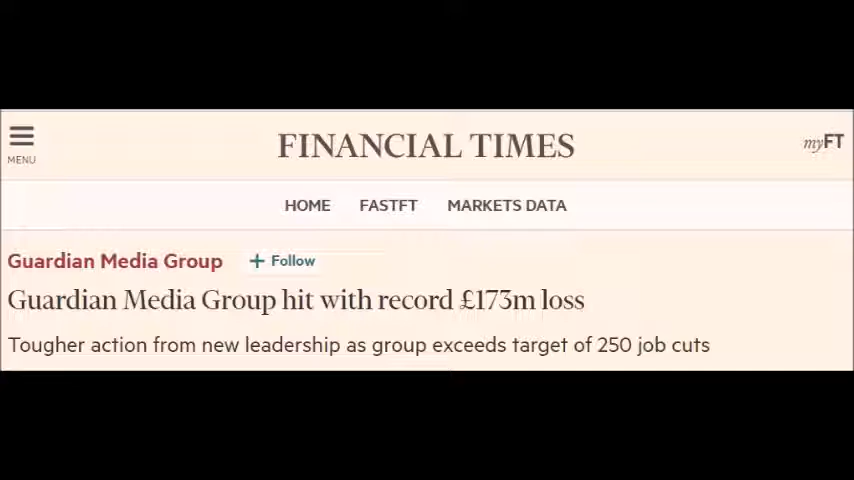 FINANCIAL TIMES
myFT
MENU
HOME FASTFT MARKETS DATA
Guardian Media Group + Follow
Guardian Media Group hit with record £173m loss
Tougher action from new leadership as group exceeds target of 250 job cuts